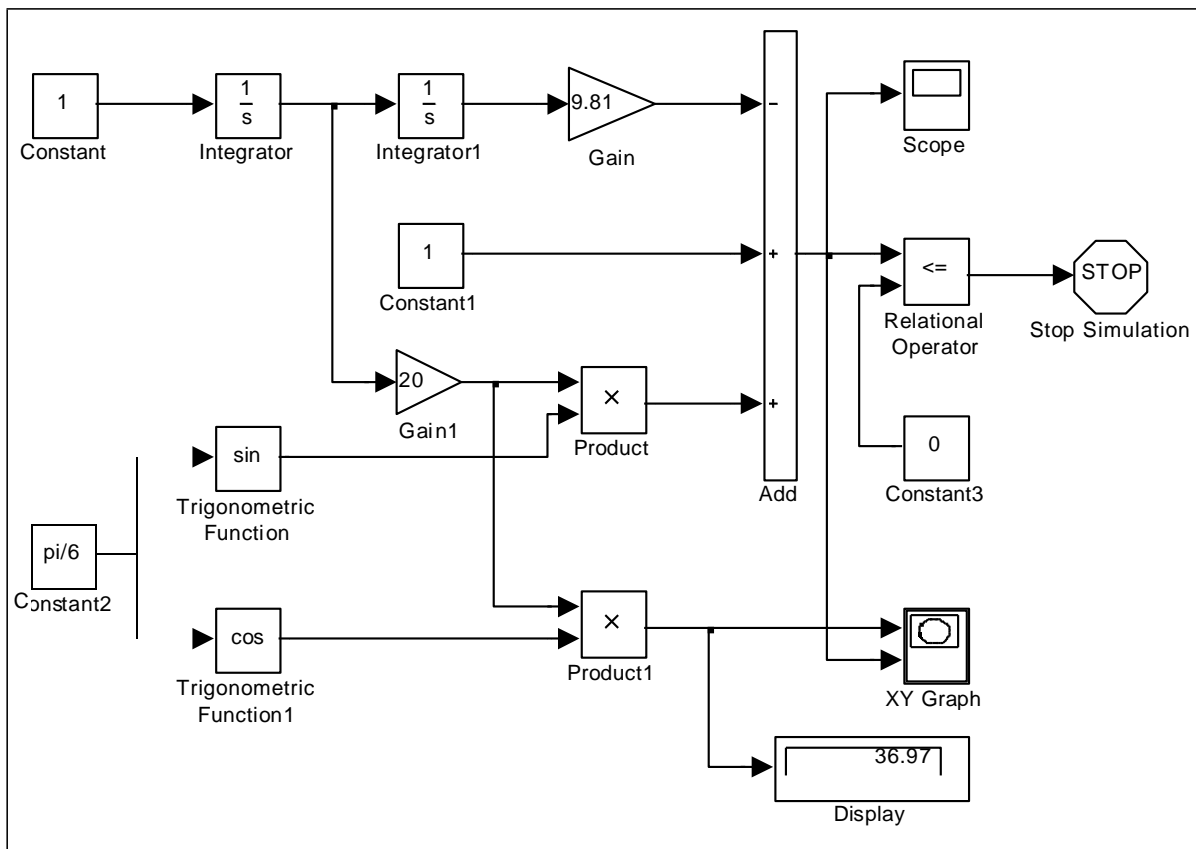 1
Constant
1
s
Integrator
1
s
Integrator1
9.81
Gain
-
+
+
Add
Scope
1
Constant1
<=
Relational
Operator
STOP
Stop Simulation
20
Gain1
×
Product
0
Constant3
sin
Trigonometric
Function
pi/6
Constant2
cos
Trigonometric
Function1
×
Product1
XY Graph
36.97
Display